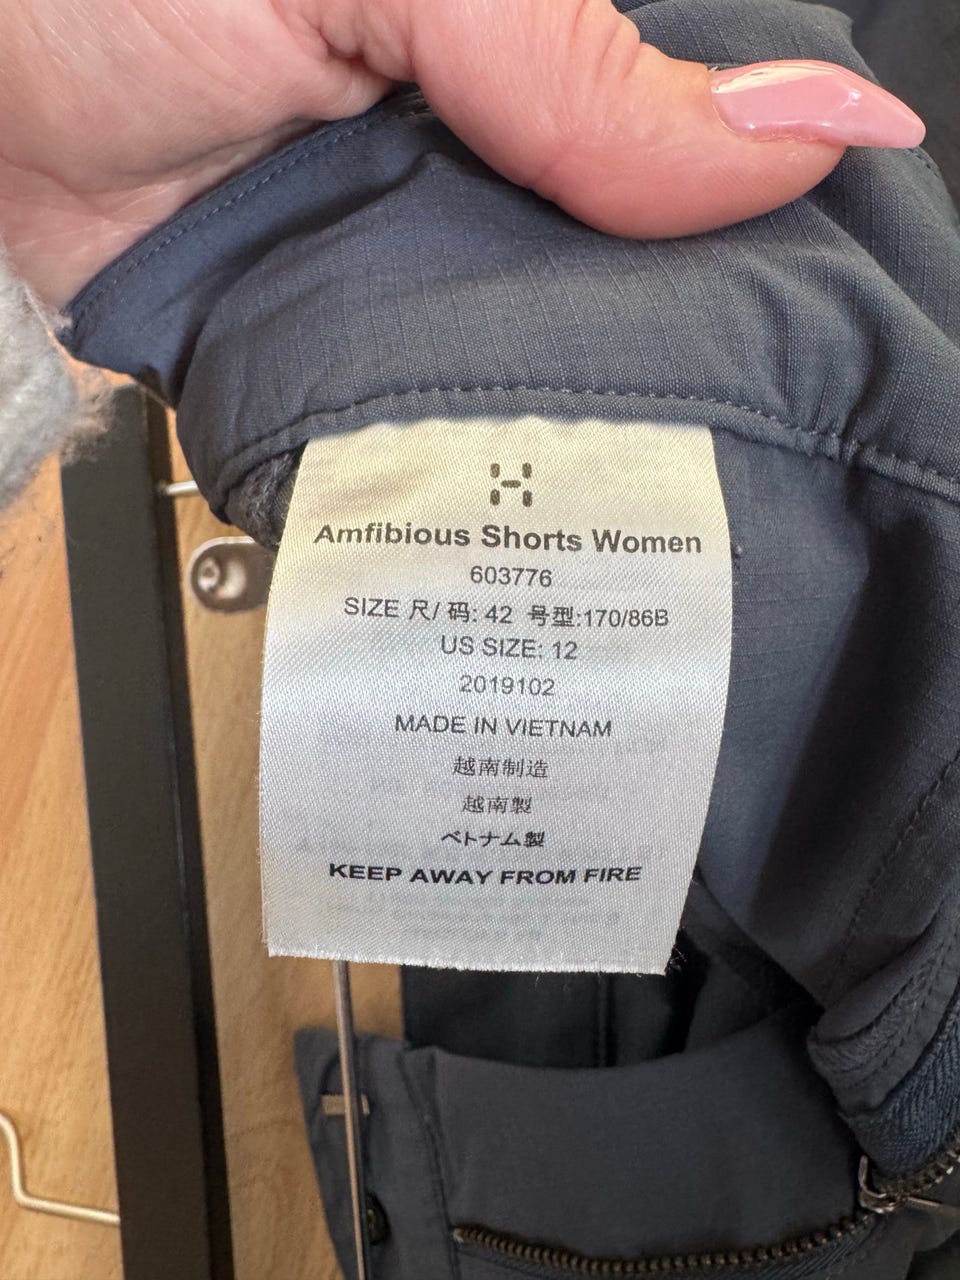 Amfibious Shorts Women
603776
SIZE 尺/ 码: 42 号型:170/86B
US SIZE: 12
2019102
MADE IN VIETNAM
越南制造
越南製
ベトナム製
KEEP AWAY FROM FIRE